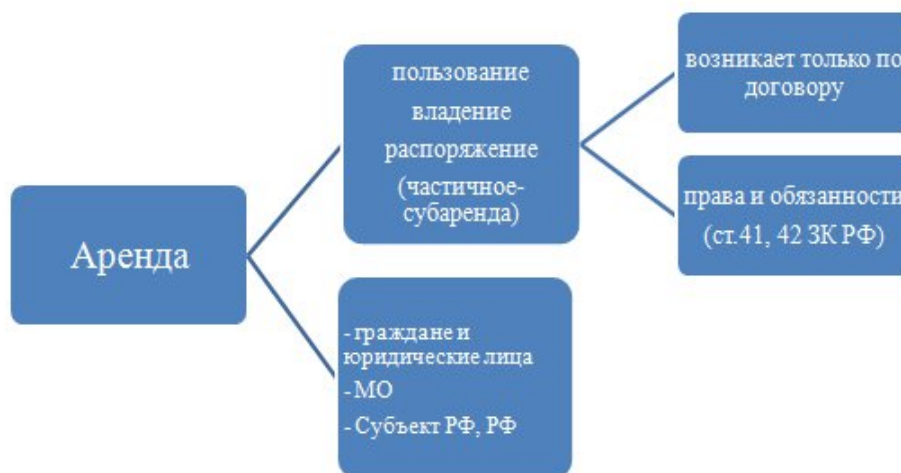 Аренда
пользование
владение
распоряжение
(частичное-
субаренда)
- граждане и
юридические лица
- МО
- Субъект РФ, РФ
возникает только по
договору
права и обязанности
(ст.41, 42 ЗК РФ)